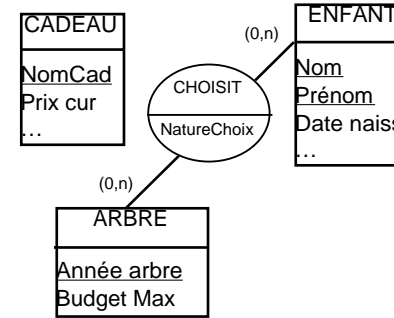 CADEAU
NomCad
Prix cur
…
(0,n)
CHOISIT
NatureChoix
ENFANT
Nom
Prénom
Date naiss
…
(0,n)
ARBRE
Année arbre
Budget Max